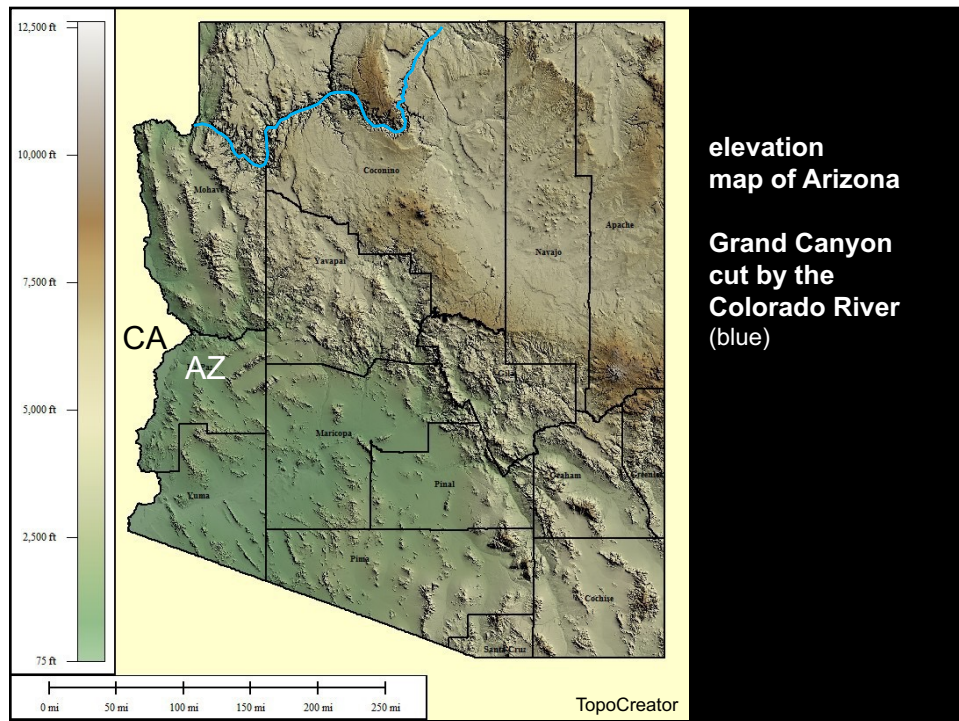 12,500 ft
10,000 ft
7,500 ft
5,000 ft
2,500 ft
75 ft
Mohave
Coconino
Navajo
Apache
Yavapai
CA
AZ
Gila
Maricopa
Pinal
Graham
Greenlee
Yuma
Pima
Cochise
Santa Cruz
0 mi 50 mi 100 mi 150 mi 200 mi 250 mi
TopoCreator
elevation
map of Arizona
Grand Canyon
cut by the
Colorado River
(blue)